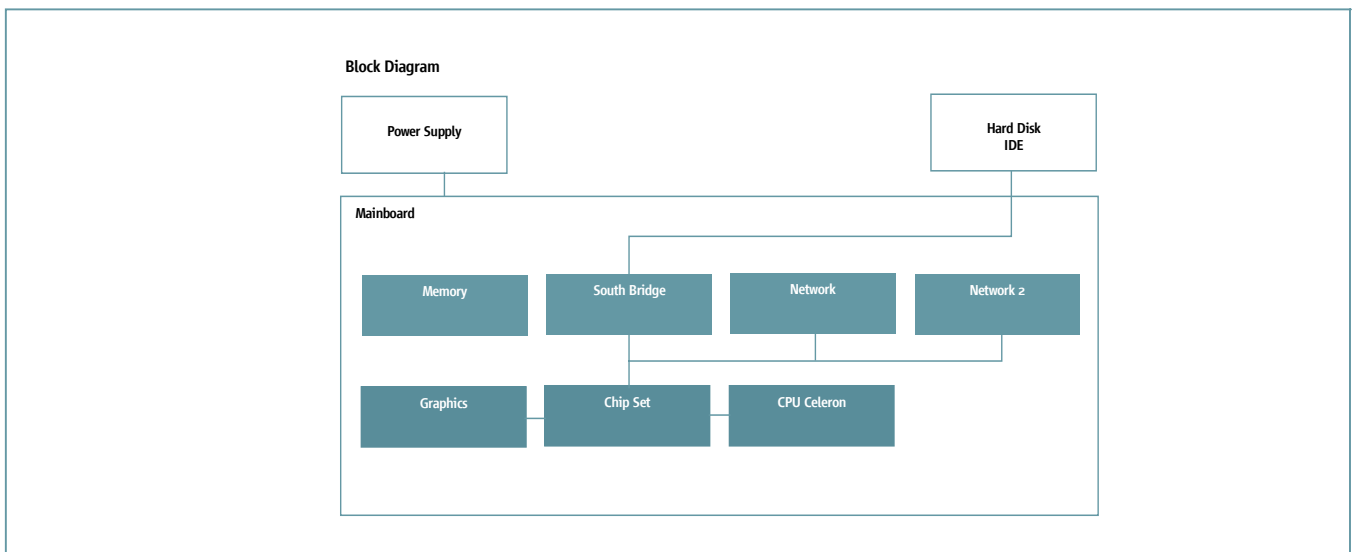 Block Diagram
Power Supply
Hard Disk
IDE
Mainboard
Memory
South Bridge
Network
Network 2
Graphics
Chip Set
CPU Celeron